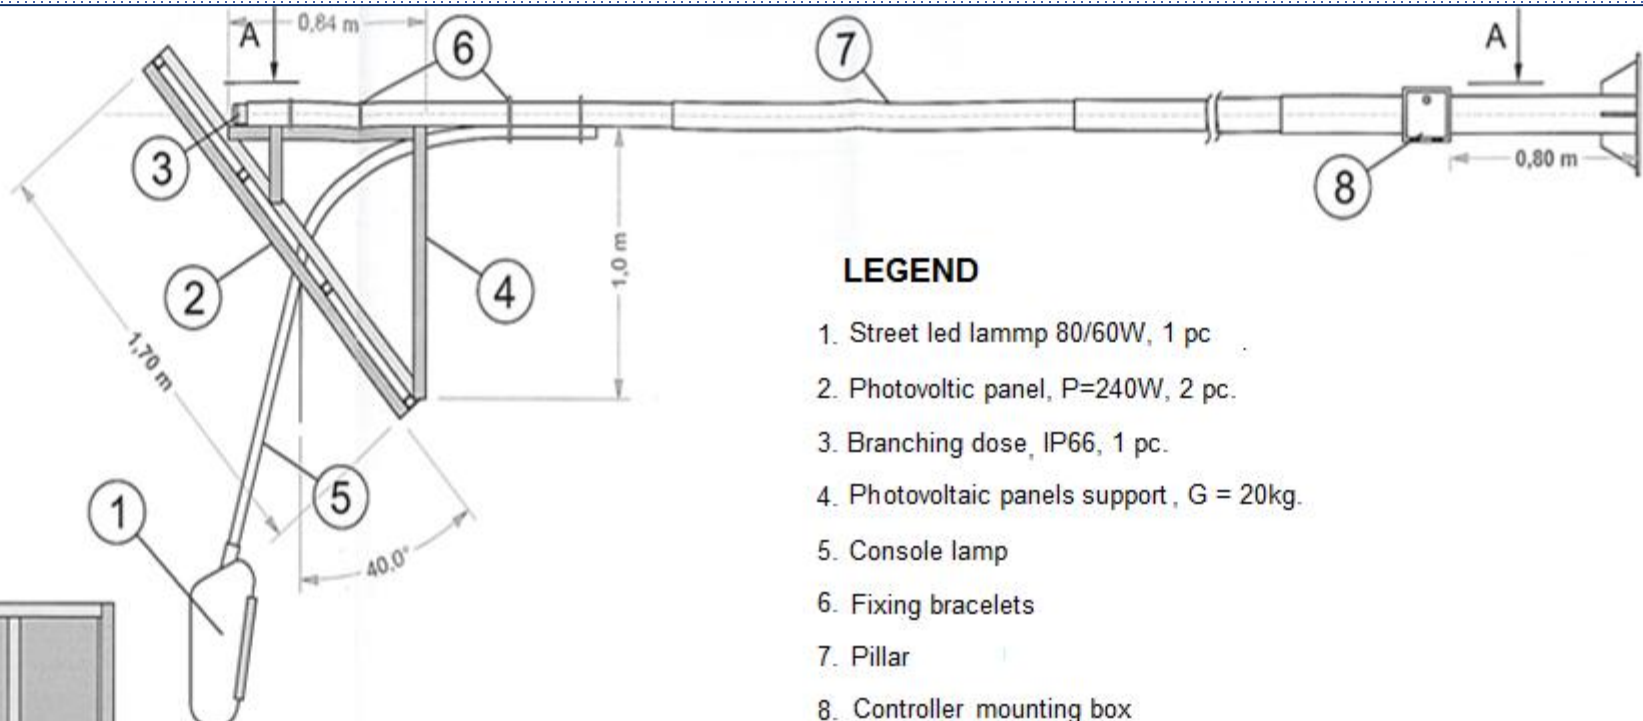 0,84 m
A
6
7
8
A
3
0,80 m
8
2
4
1,0 m
1,70 m
1
5
40,0°
LEGEND
1. Street led lammp 80/60W, 1 pc
2. Photovoltic panel, P=240W, 2 pc.
3. Branching dose, IP66, 1 pc.
4. Photovoltaic panels support, G = 20kg.
5. Console lamp
6. Fixing bracelets
7. Pillar
8. Controller mounting box